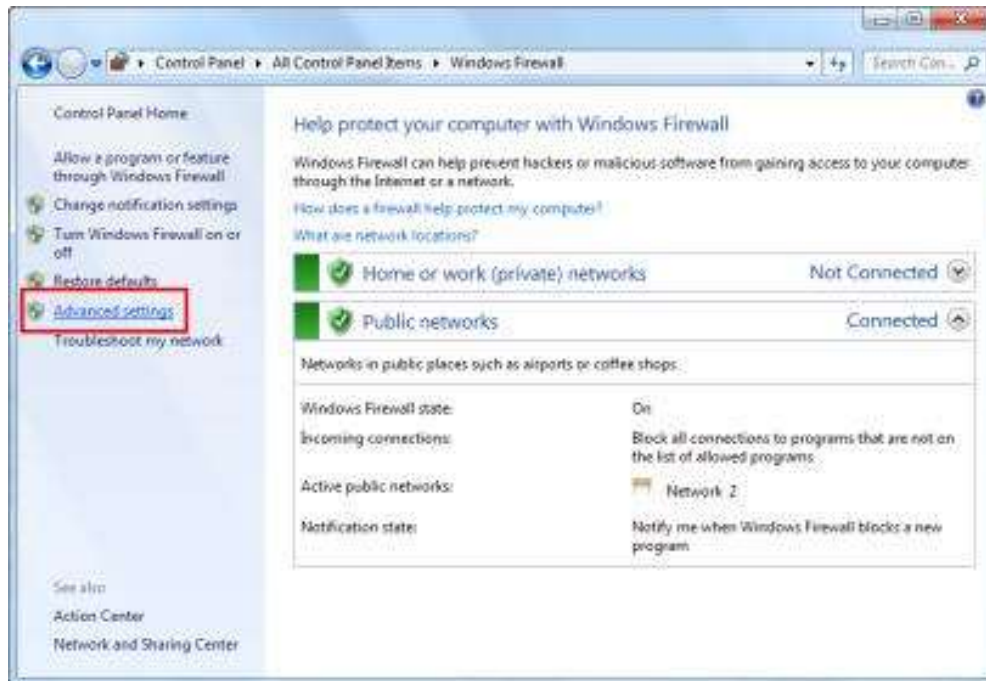 Control Panel ▸ All Control Panel Items ▸ Windows Firewall
Search Con...
Control Panel Home
Allow a program or feature
through Windows Firewall
Change notification settings
Turn Windows Firewall on or
off
Restore defaults
Advanced settings
Troubleshoot my network
See also
Action Center
Network and Sharing Center
Help protect your computer with Windows Firewall
Windows Firewall can help prevent hackers or malicious software from gaining access to your computer
through the Internet or a network.
How does a firewall help protect my computer?
What are network locations?
Home or work (private) networks
Not Connected
Public networks
Connected
Networks in public places such as airports or coffee shops
Windows Firewall state:
On
Incoming connections:
Block all connections to programs that are not on
the list of allowed programs
Active public networks:
Network 2
Notification state:
Notify me when Windows Firewall blocks a new
program